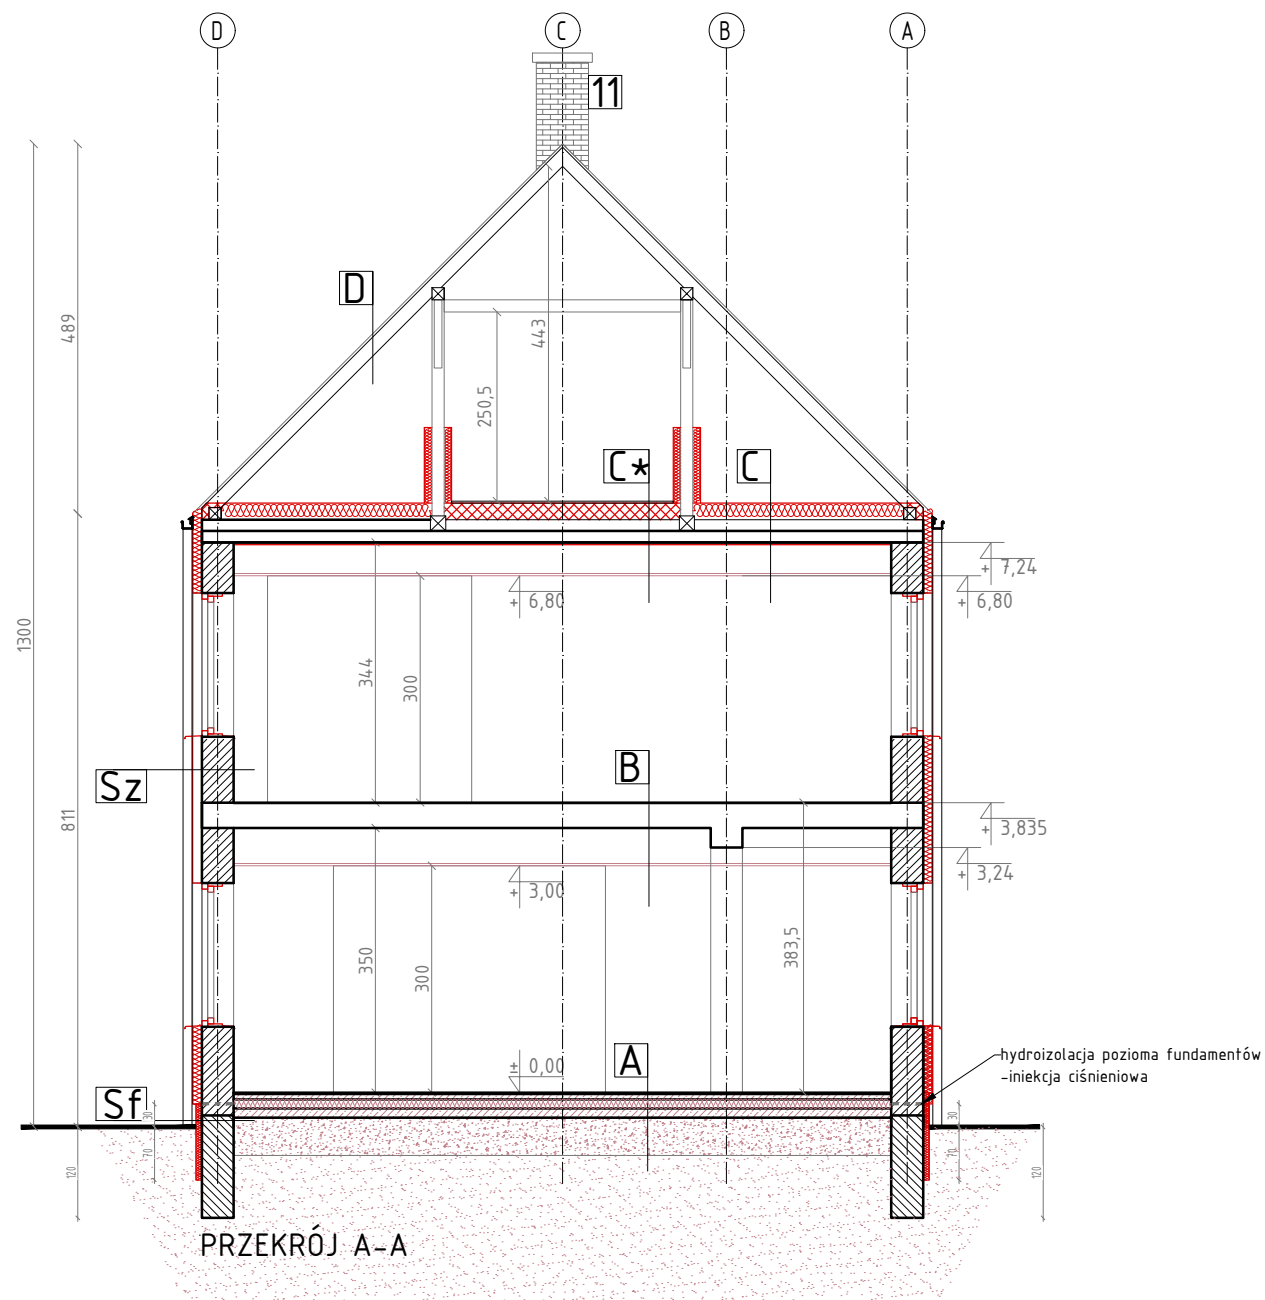 D
C
B
A
11
D
489
443
250,5
C*
C
+ 7,24
+ 6,80
+ 6,80
1300
344
300
B
Sz
811
+ 3,835
+ 3,24
+ 3,00
350
300
383,5
± 0,00
A
hydroizolacja pozioma fundamentów
-iniekcja ciśnieniowa
Sf
30
30
70
70
120
120
PRZEKRÓJ A-A